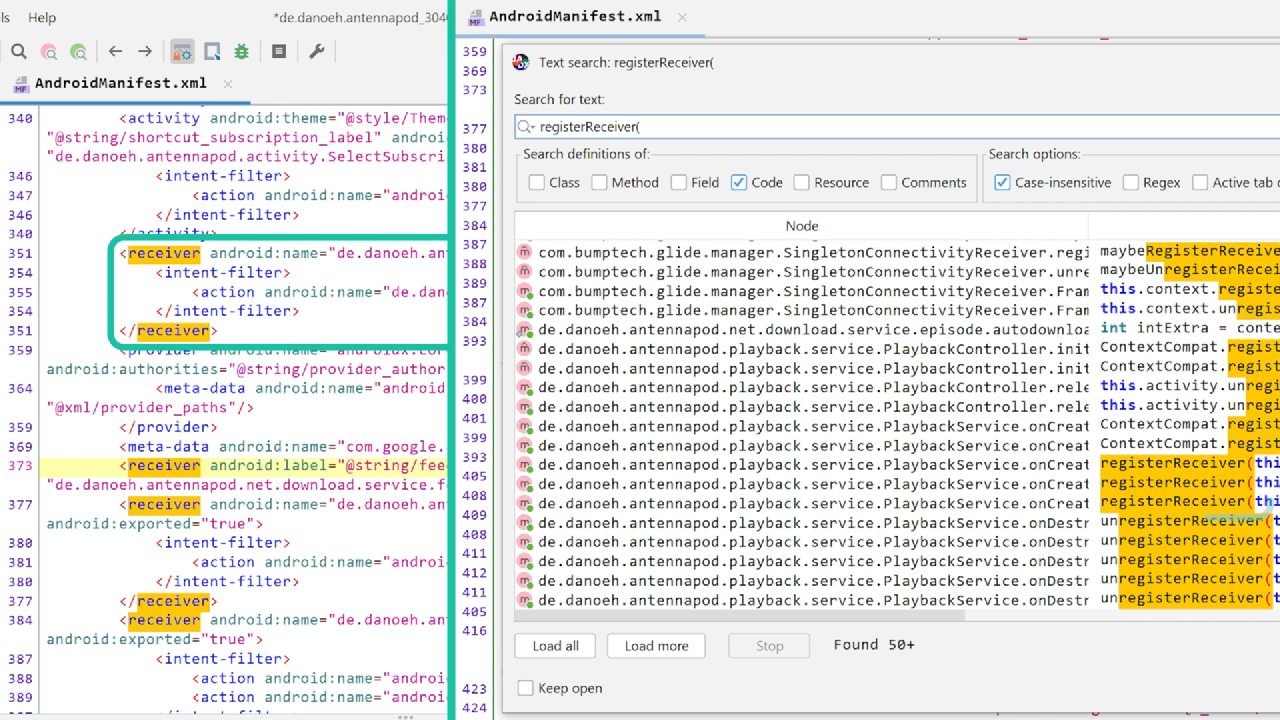 ls Help *de.danoeh.antennapod_3040
AndroidManifest.xml
340 <activity android:theme="@style/Them
"@string/shortcut_subscription_label" androi
"de.danoeh.antennapod.activity.SelectSubscri
346 <intent-filter>
347 <action android:name="android
346 </intent-filter>
340 </activity>
351 <receiver android:name="de.danoeh.ant
354 <intent-filter>
355 <action android:name="de.dano
354 </intent-filter>
351 </receiver>
359 <provider android:name="androidx.cor
android:authorities="@string/provider_author
364 <meta-data android:name="android
"@xml/provider_paths"/>
359 </provider>
369 <meta-data android:name="com.google.
373 <receiver android:label="@string/fee
"de.danoeh.antennapod.net.download.service.f
377 <receiver android:name="de.danoeh.ant
android:exported="true">
380 <intent-filter>
381 <action android:name="android
380 </intent-filter>
377 </receiver>
384 <receiver android:name="de.danoeh.ant
android:exported="true">
387 <intent-filter>
388 <action android:name="android
389 <action android:name="android
AndroidManifest.xml
359
369
373
377
380
381
380
377
384
387
388
389
387
384
393
399
400
401
399
393
405
408
409
408
411
412
411
405
416
423
424
Text search: registerReceiver(
Search for text:
registerReceiver(
Search definitions of: Search options:
Class Method Field Code Resource Comments Case-insensitive Regex Active tab o
Node
com.bumptech.glide.manager.SingletonConnectivityReceiver.regi maybeRegisterReceiver
com.bumptech.glide.manager.SingletonConnectivityReceiver.unre maybeUnregisterReceiv
com.bumptech.glide.manager.SingletonConnectivityReceiver.Fram this.context.registe
com.bumptech.glide.manager.SingletonConnectivityReceiver.Fram this.context.unregis
de.danoeh.antennapod.net.download.service.episode.autodownloa int intExtra = conte
de.danoeh.antennapod.playback.service.PlaybackController.init ContextCompat.regist
de.danoeh.antennapod.playback.service.PlaybackController.init ContextCompat.regist
de.danoeh.antennapod.playback.service.PlaybackController.rele this.activity.unregi
de.danoeh.antennapod.playback.service.PlaybackController.rele this.activity.unregi
de.danoeh.antennapod.playback.service.PlaybackService.onCreat ContextCompat.regist
de.danoeh.antennapod.playback.service.PlaybackService.onCreat ContextCompat.regist
de.danoeh.antennapod.playback.service.PlaybackService.onCreat registerReceiver(thi
de.danoeh.antennapod.playback.service.PlaybackService.onCreat registerReceiver(thi
de.danoeh.antennapod.playback.service.PlaybackService.onCreat registerReceiver(thi
de.danoeh.antennapod.playback.service.PlaybackService.onDestr unregisterReceiver(t
de.danoeh.antennapod.playback.service.PlaybackService.onDestr unregisterReceiver(t
de.danoeh.antennapod.playback.service.PlaybackService.onDestr unregisterReceiver(t
de.danoeh.antennapod.playback.service.PlaybackService.onDestr unregisterReceiver(t
de.danoeh.antennapod.playback.service.PlaybackService.onDestr unregisterReceiver(t
Load all Load more Stop Found 50+
Keep open